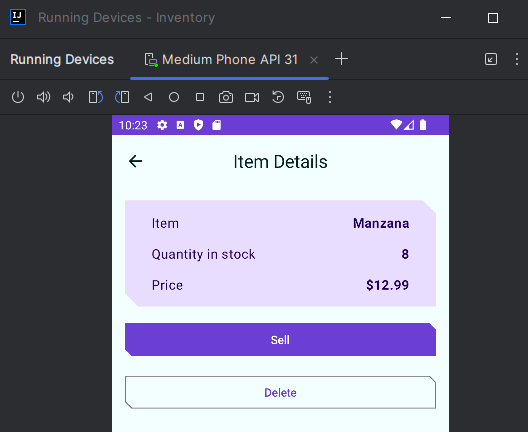 IJ
Running Devices - Inventory
Running Devices
Medium Phone API 31
10:23
Item Details
Item Manzana
Quantity in stock 8
Price $12.99
Sell
Delete